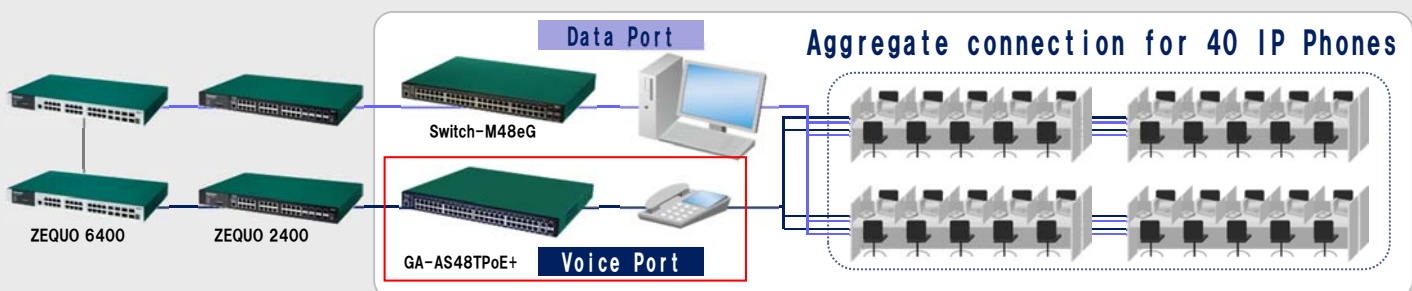 Data Port
Aggregate connection for 40 IP Phones
Switch-M48eG
ZEQUO 6400
ZEQUO 2400
GA-AS48TPoE+
Voice Port